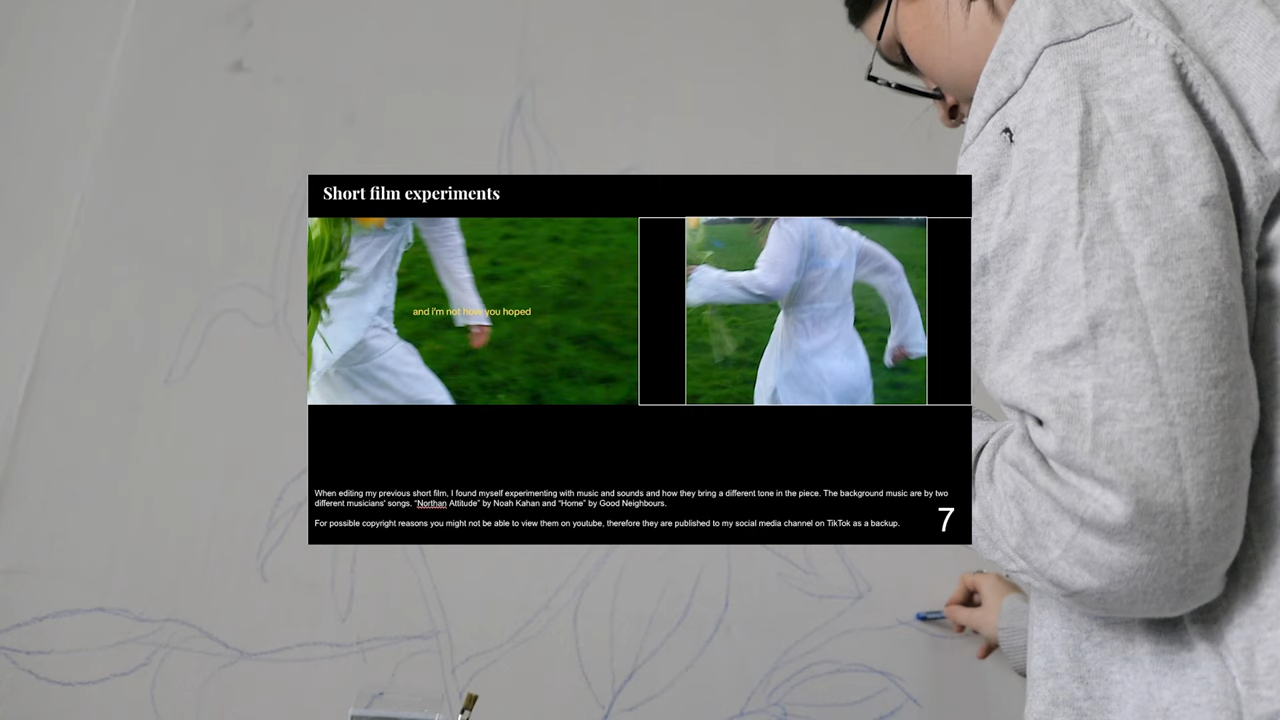 Short film experiments
and i'm not how you hoped
When editing my previous short film, I found myself experimenting with music and sounds and how they bring a different tone in the piece. The background music are by two
different musicians' songs. “Northan Attitude” by Noah Kahan and “Home” by Good Neighbours.
For possible copyright reasons you might not be able to view them on youtube, therefore they are published to my social media channel on TikTok as a backup.
7